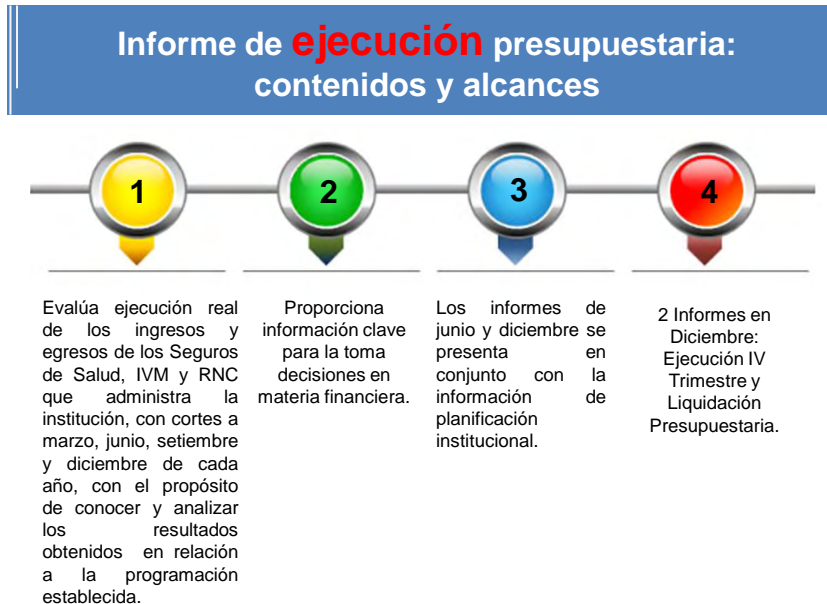 Informe de ejecución presupuestaria:
contenidos y alcances
1
2
3
4
Evalúa ejecución real
de los ingresos y
egresos de los Seguros
de Salud, IVM y RNC
que administra la
institución, con cortes a
marzo, junio, setiembre
y diciembre de cada
año, con el propósito
de conocer y analizar
los resultados
obtenidos en relación
a la programación
establecida.
Proporciona
información clave
para la toma
decisiones en
materia financiera.
Los informes de
junio y diciembre se
presenta en
conjunto con la
información de
planificación
institucional.
2 Informes en
Diciembre:
Ejecución IV
Trimestre y
Liquidación
Presupuestaria.